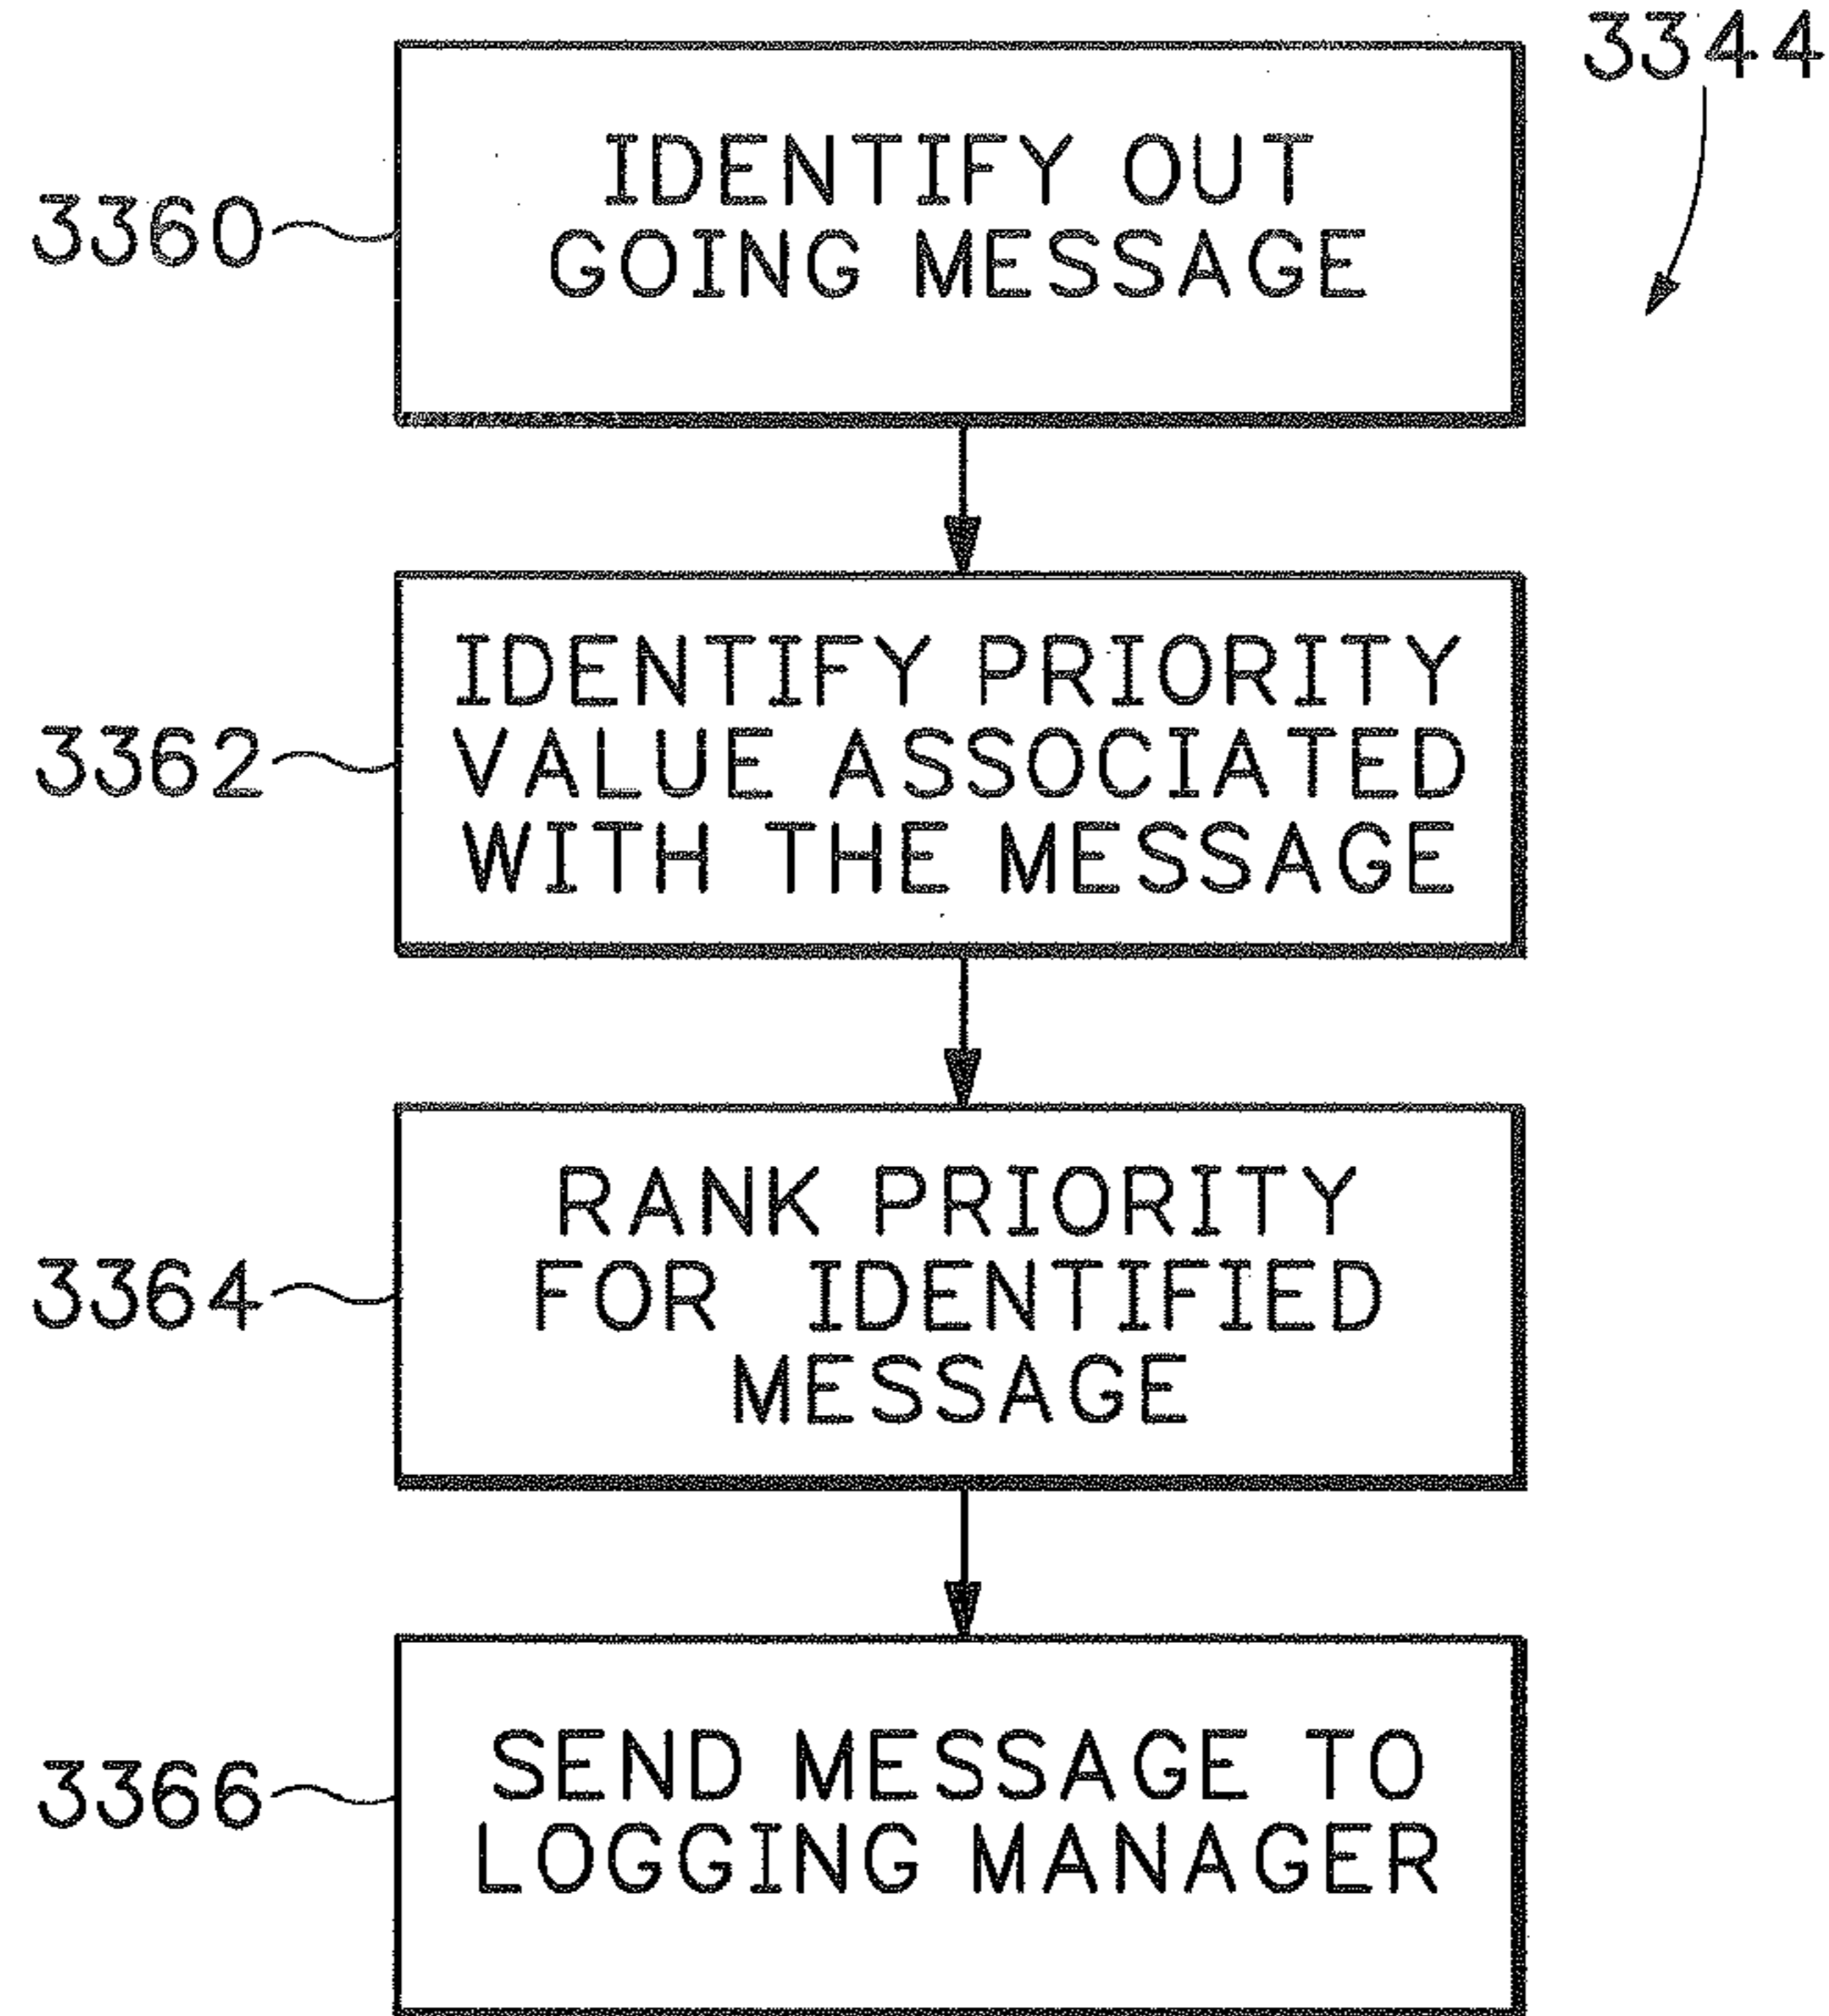 3344
IDENTIFY OUT
GOING MESSAGE
3360
IDENTIFY PRIORITY
VALUE ASSOCIATED
WITH THE MESSAGE
3362
RANK PRIORITY
FOR IDENTIFIED
MESSAGE
3364
SEND MESSAGE TO
LOGGING MANAGER
3366